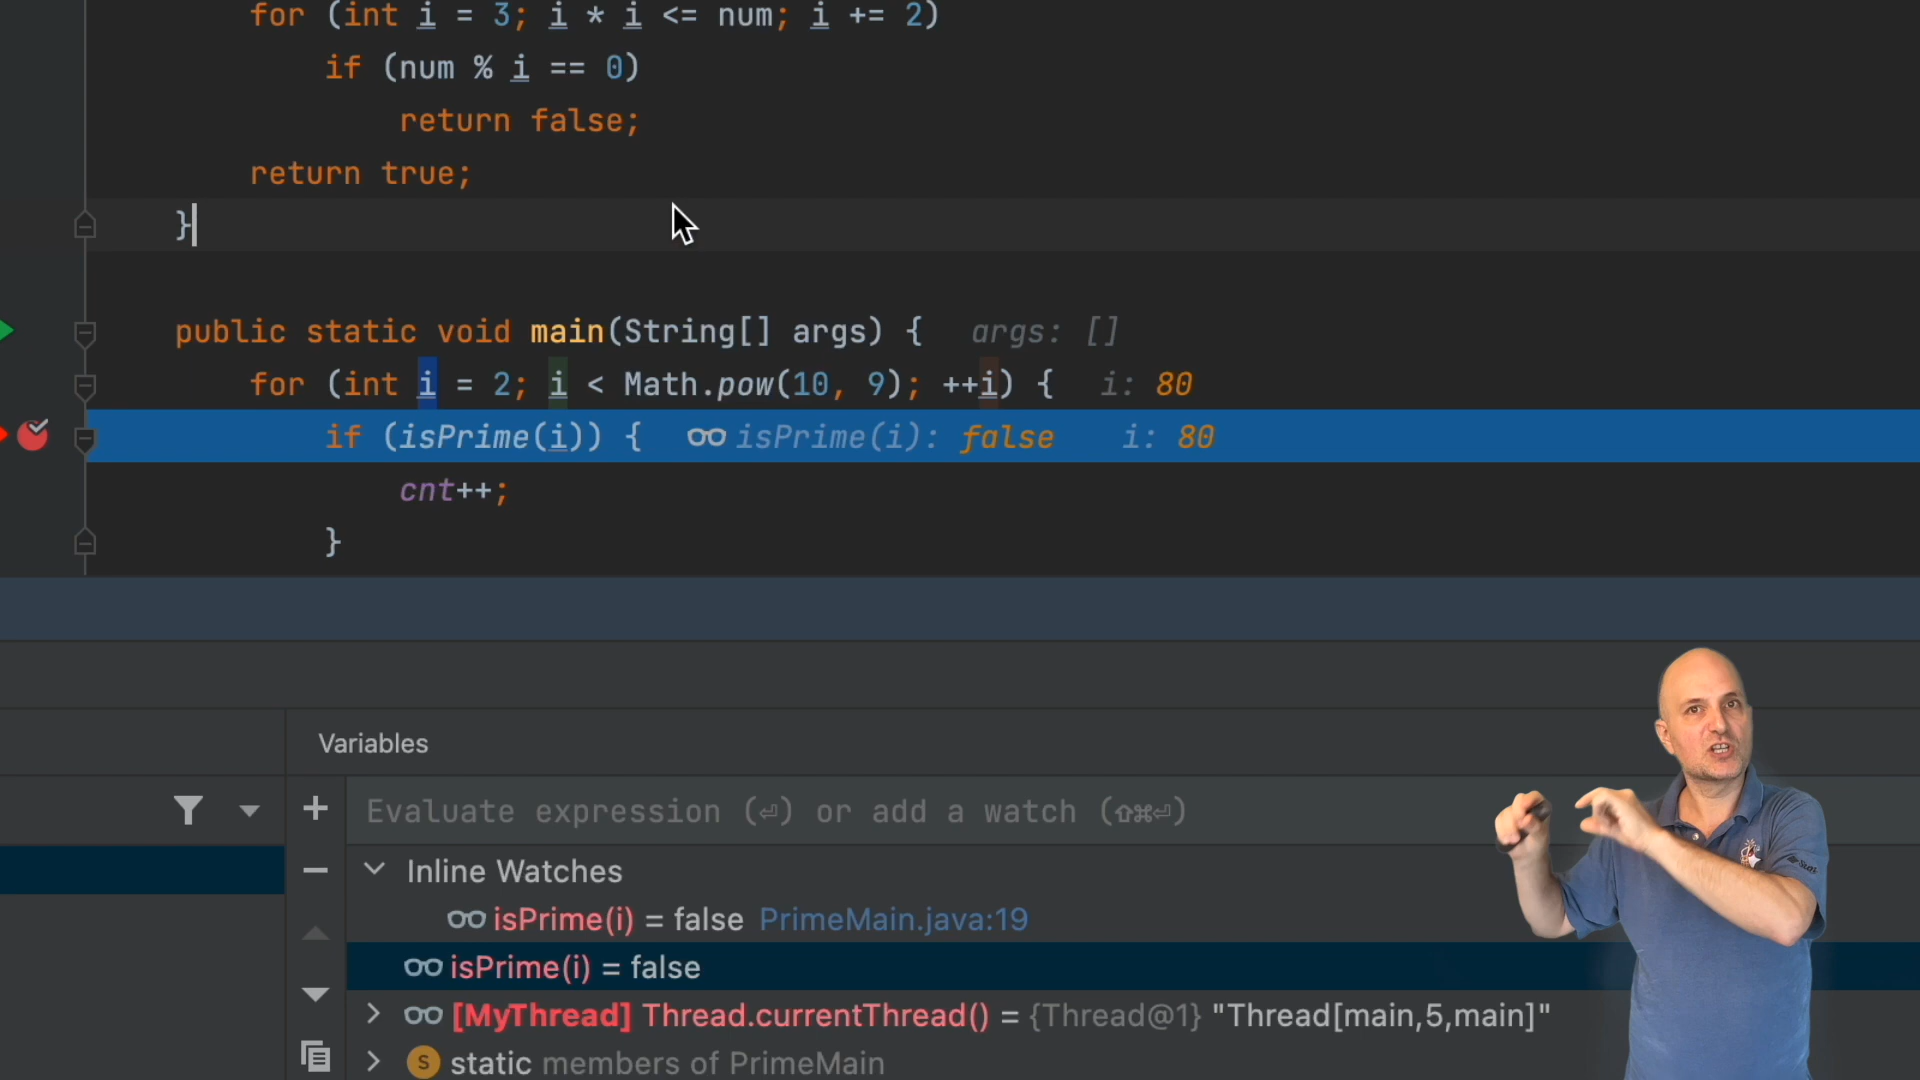 for (int i = 3; i * i <= num; i += 2)
if (num % i == 0)
return false;
return true;
}
public static void main(String[] args) {   args: []
for (int i = 2; i < Math.pow(10, 9); ++i) {   i: 80
if (isPrime(i)) {   isPrime(i): false   i: 80
cnt++;
}
Variables
Evaluate expression (⏎) or add a watch (⇧⌘⏎)
Inline Watches
isPrime(i) = false PrimeMain.java:19
isPrime(i) = false
[MyThread] Thread.currentThread() = {Thread@1} "Thread[main,5,main]"
S static members of PrimeMain
Sun